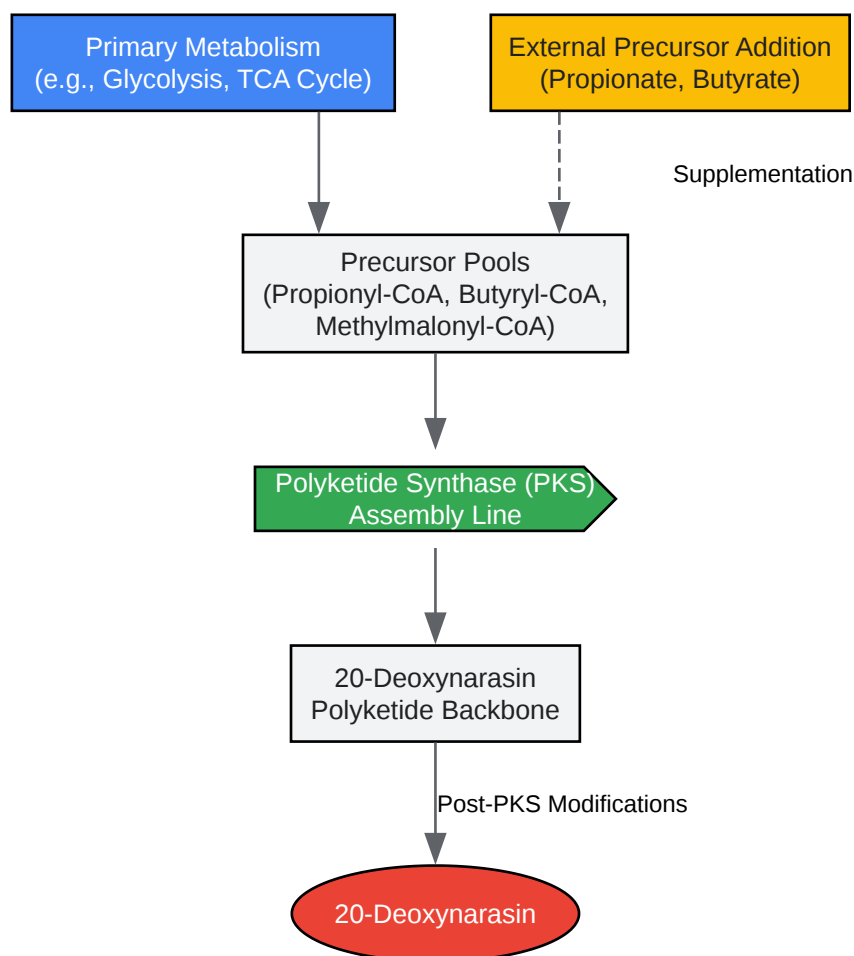 Primary Metabolism
(e.g., Glycolysis, TCA Cycle)
External Precursor Addition
(Propionate, Butyrate)
Supplementation
Precursor Pools
(Propionyl-CoA, Butyryl-CoA,
Methylmalonyl-CoA)
Polyketide Synthase (PKS)
Assembly Line
20-Deoxynarasin
Polyketide Backbone
Post-PKS Modifications
20-Deoxynarasin